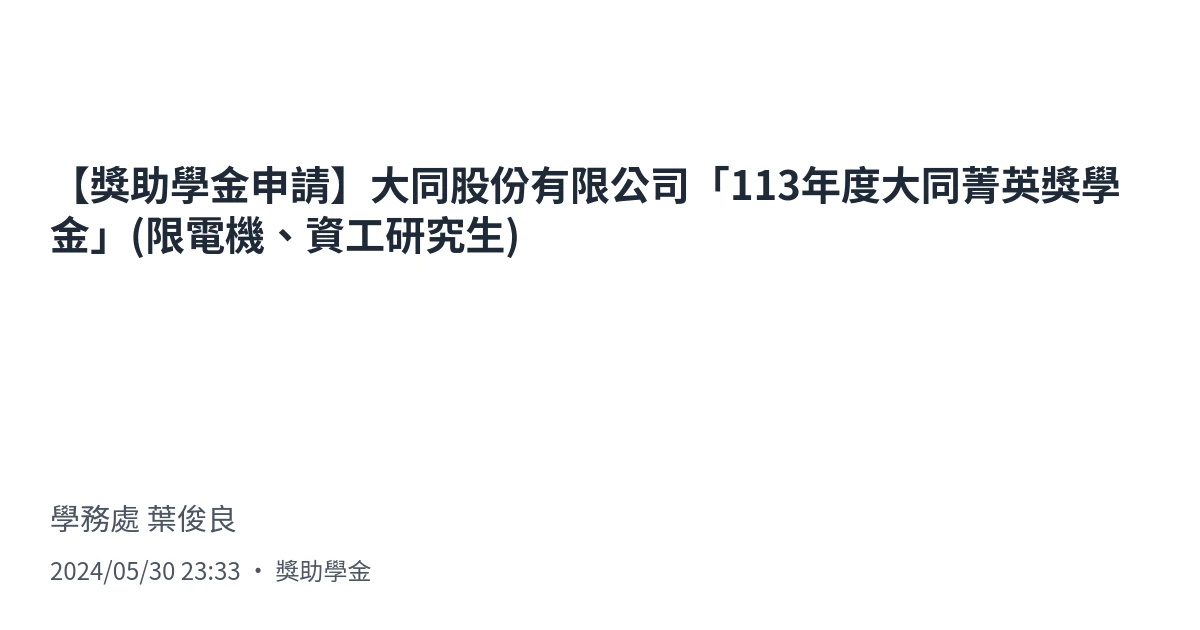 【獎助學金申請】大同股份有限公司「113年度大同菁英獎學
金」(限電機、資工研究生)
學務處 葉俊良
2024/05/30 23:33 • 獎助學金